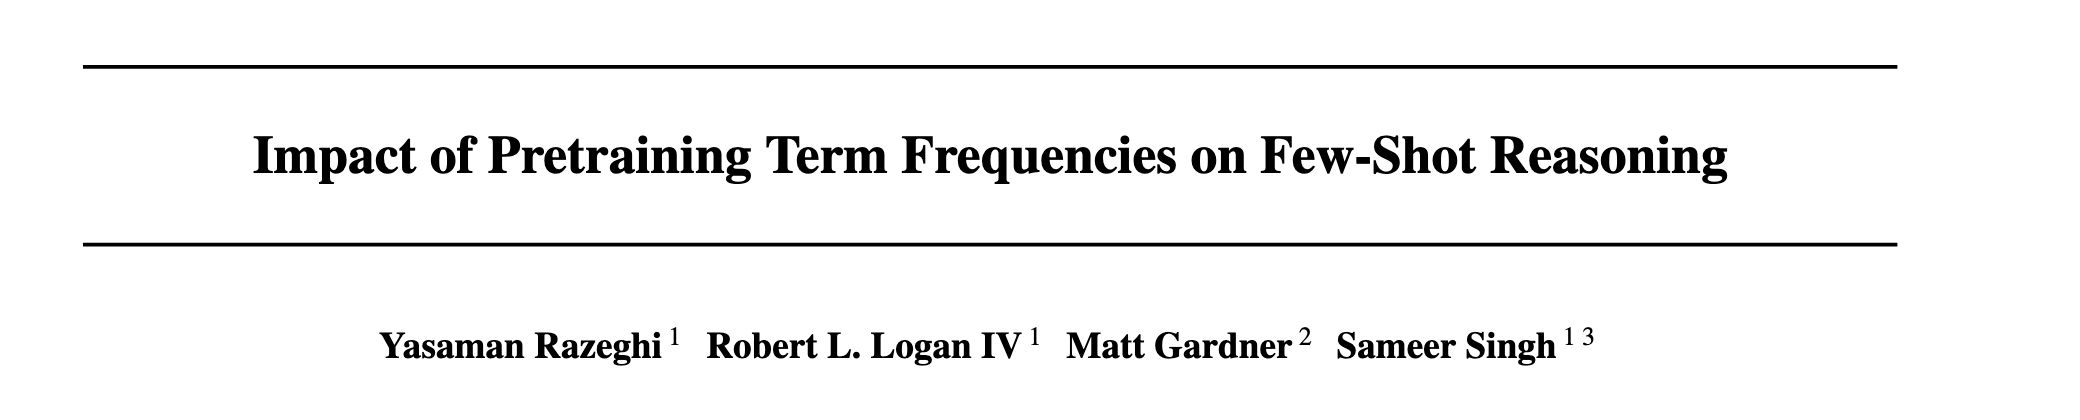 Impact of Pretraining Term Frequencies on Few-Shot Reasoning
Yasaman Razeghi 1 Robert L. Logan IV 1 Matt Gardner 2 Sameer Singh 1 3